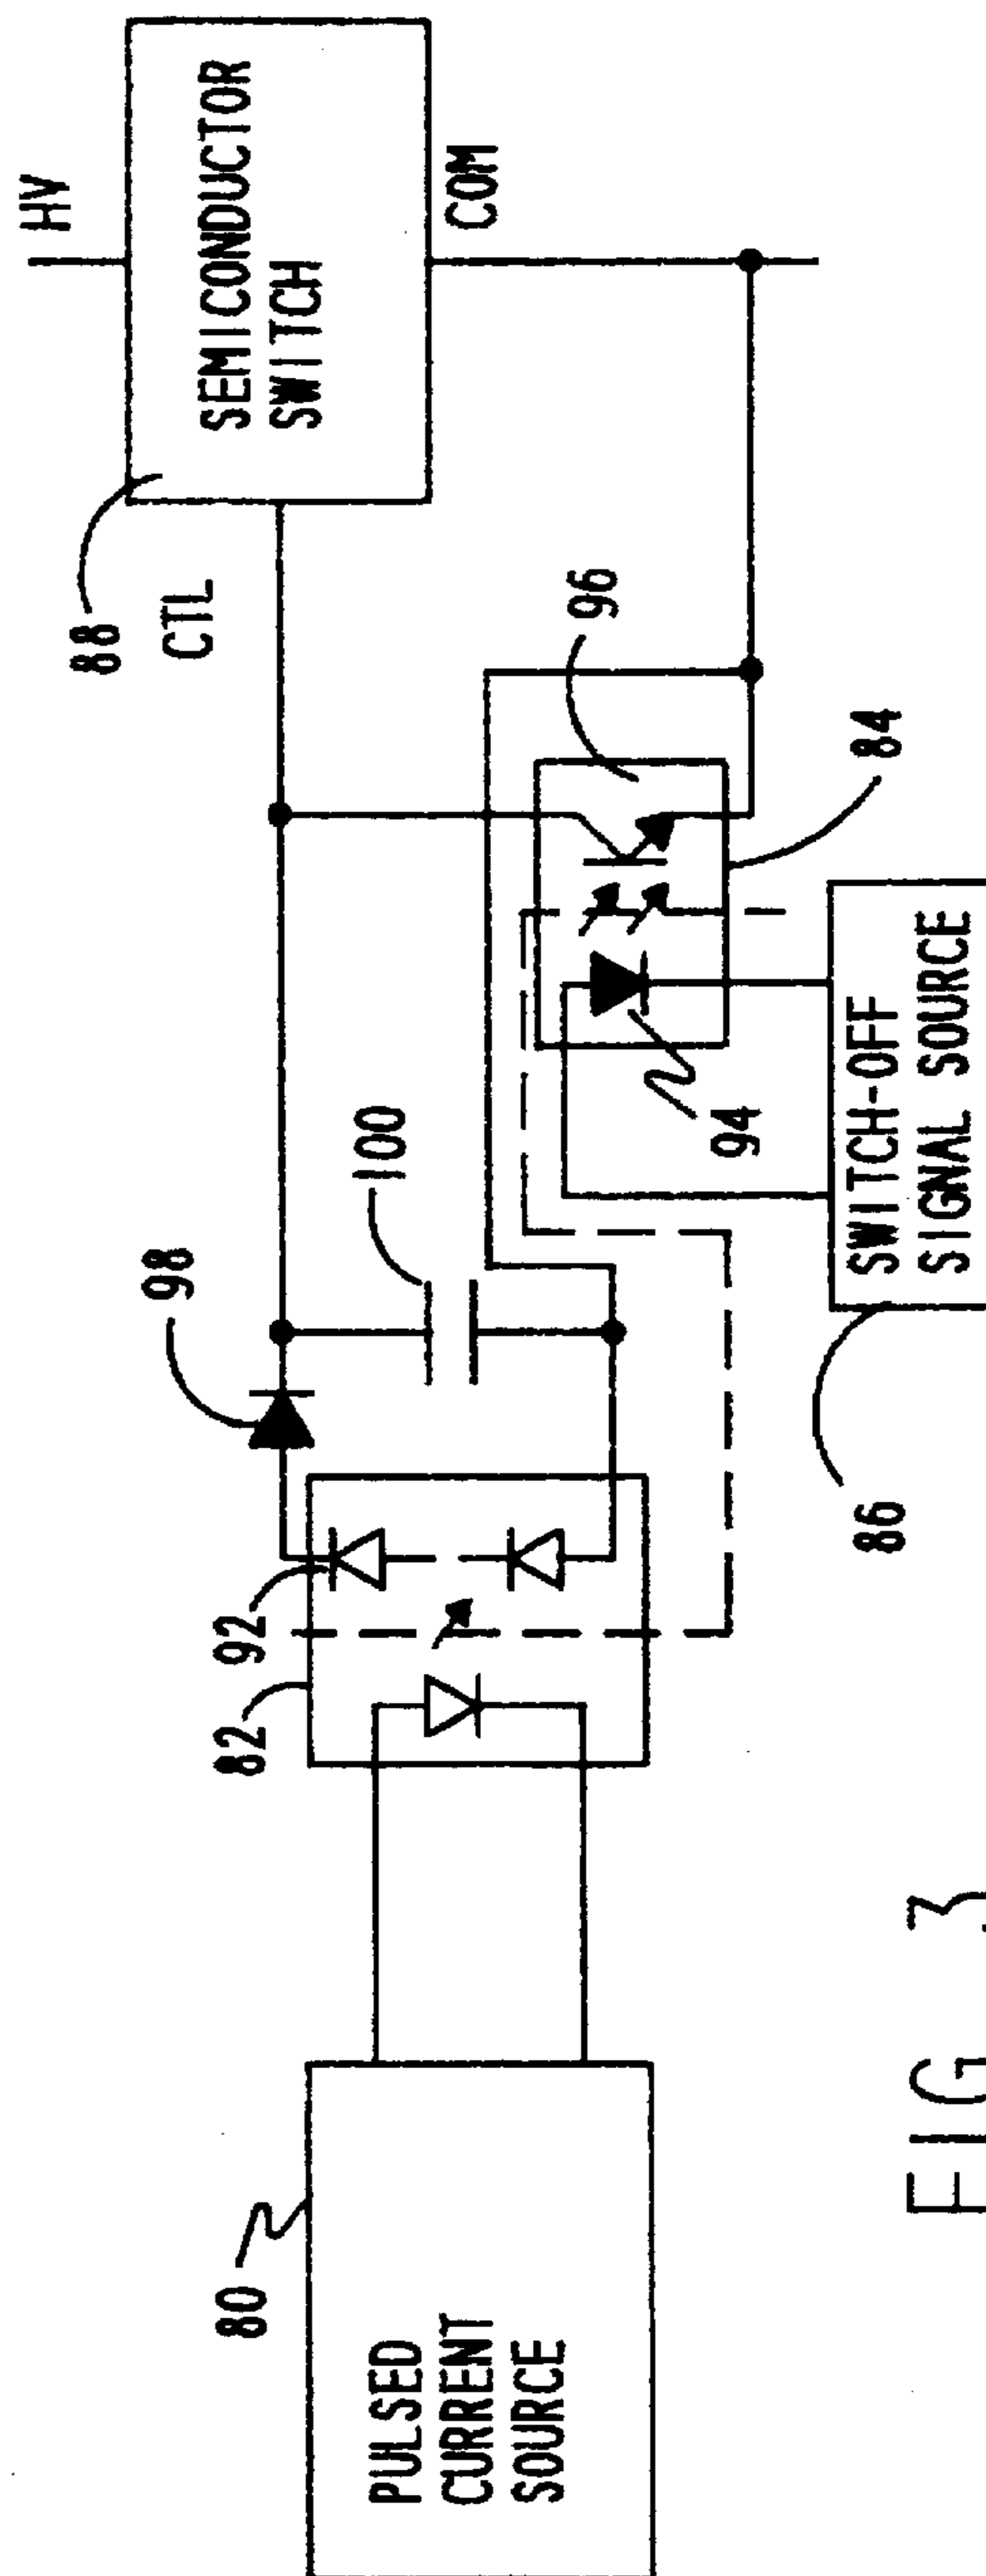 HV
SEMICONDUCTOR
SWITCH
COM
88
CTL
96
84
98
100
94
SWITCH-OFF
SIGNAL SOURCE
86
92
82
80
PULSED
CURRENT
SOURCE
FIG 3